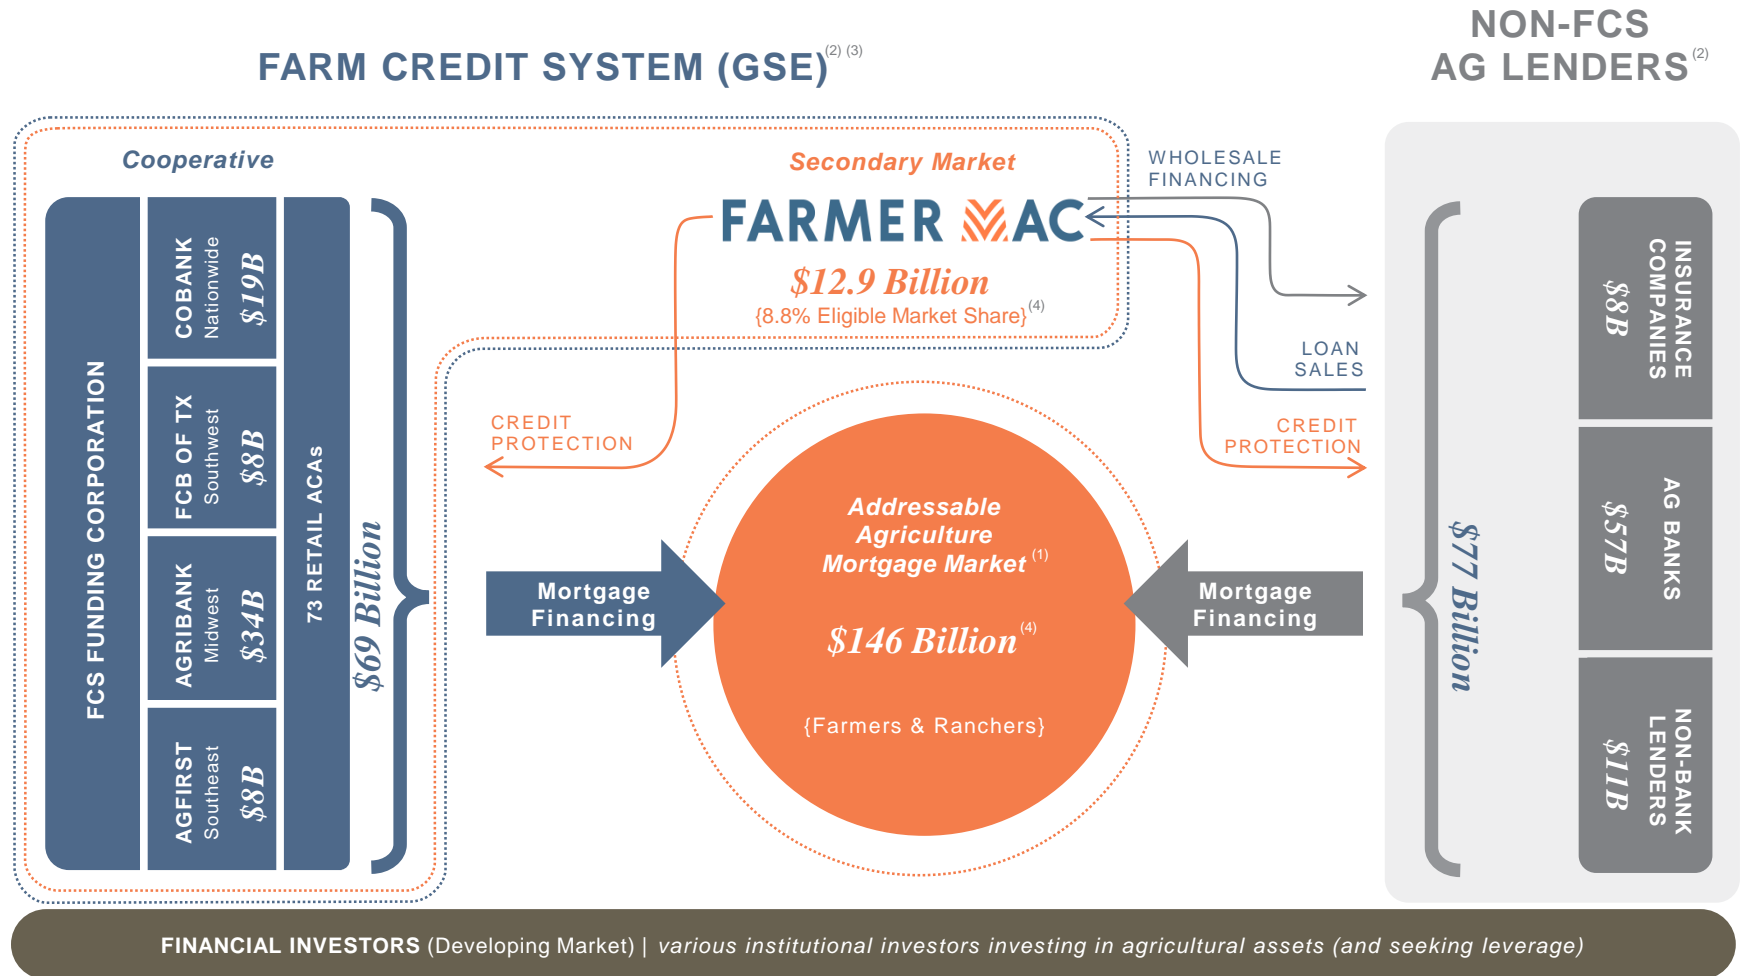 FARM CREDIT SYSTEM (GSE)(2) (3)
NON-FCS
AG LENDERS(2)
Cooperative
FCS FUNDING CORPORATION
COBANK
Nationwide
$19B
FCB OF TX
Southwest
$8B
AGRIBANK
Midwest
$34B
AGFIRST
Southeast
$8B
73 RETAIL ACAs
$69 Billion
Secondary Market
FARMER MAC
$12.9 Billion
{8.8% Eligible Market Share}(4)
WHOLESALE
FINANCING
LOAN
SALES
CREDIT
PROTECTION
CREDIT
PROTECTION
Mortgage
Financing
Addressable
Agriculture
Mortgage Market (1)
$146 Billion(4)
{Farmers & Ranchers}
Mortgage
Financing
$77 Billion
INSURANCE
COMPANIES
$8B
AG BANKS
$57B
NON-BANK
LENDERS
$11B
FINANCIAL INVESTORS (Developing Market) | various institutional investors investing in agricultural assets (and seeking leverage)